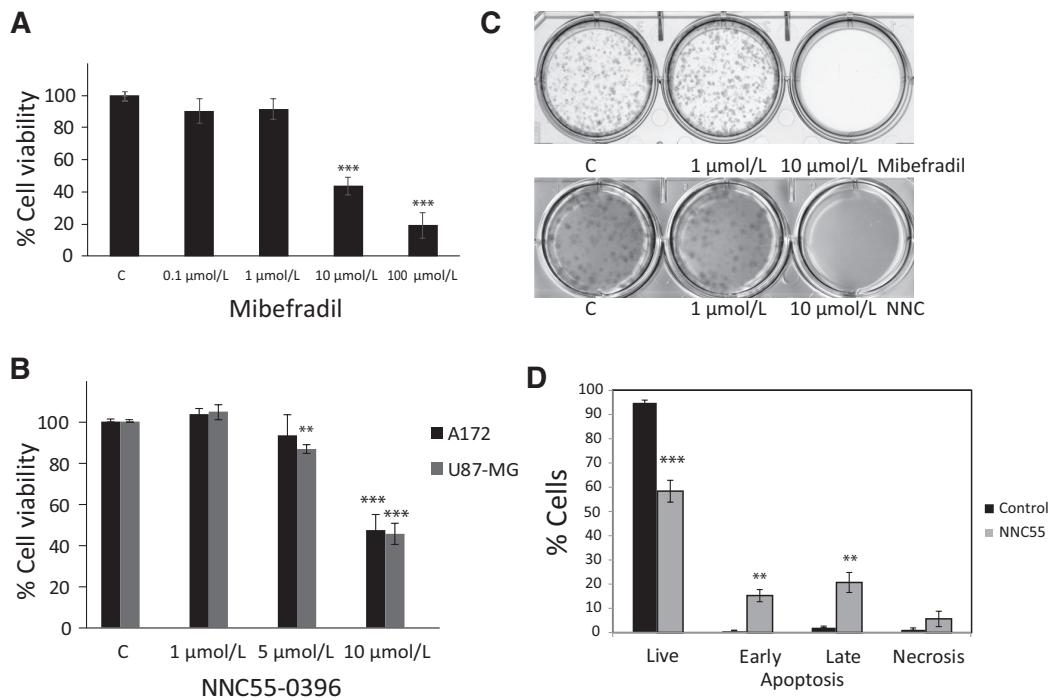 A
% Cell viability
100
80
60
40
20
0
***
***
C 0.1 µmol/L 1 µmol/L 10 µmol/L 100 µmol/L
Mibefradil
B
% Cell viability
100
80
60
40
20
0
**
***
***
A172
U87-MG
C 1 µmol/L 5 µmol/L 10 µmol/L
NNC55-0396
C
C 1 µmol/L 10 µmol/L Mibefradil
C 1 µmol/L 10 µmol/L NNC
D
% Cells
100
90
80
70
60
50
40
30
20
10
0
***
**
**
Control
NNC55
Live Early Late Necrosis
Apoptosis